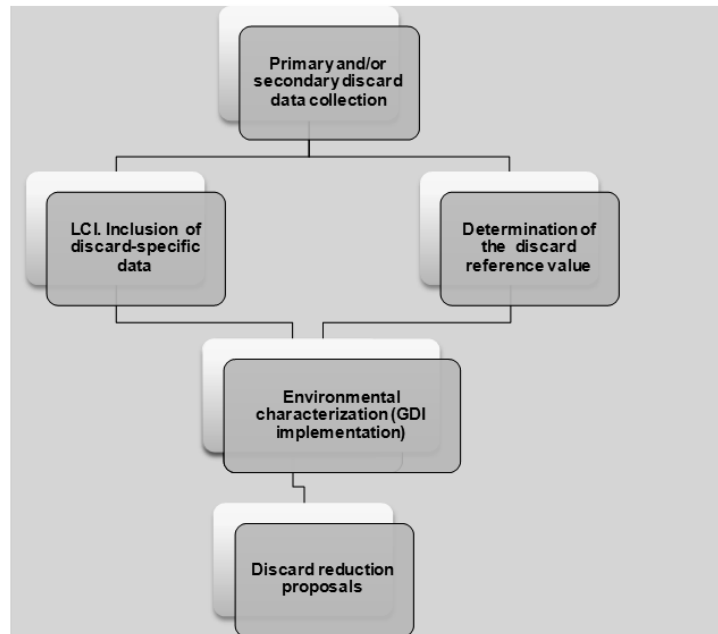 Primary and/or
secondary discard
data collection
LCI. Inclusion of
discard-specific
data
Determination of
the discard
reference value
Environmental
characterization (GDI
implementation)
Discard reduction
proposals